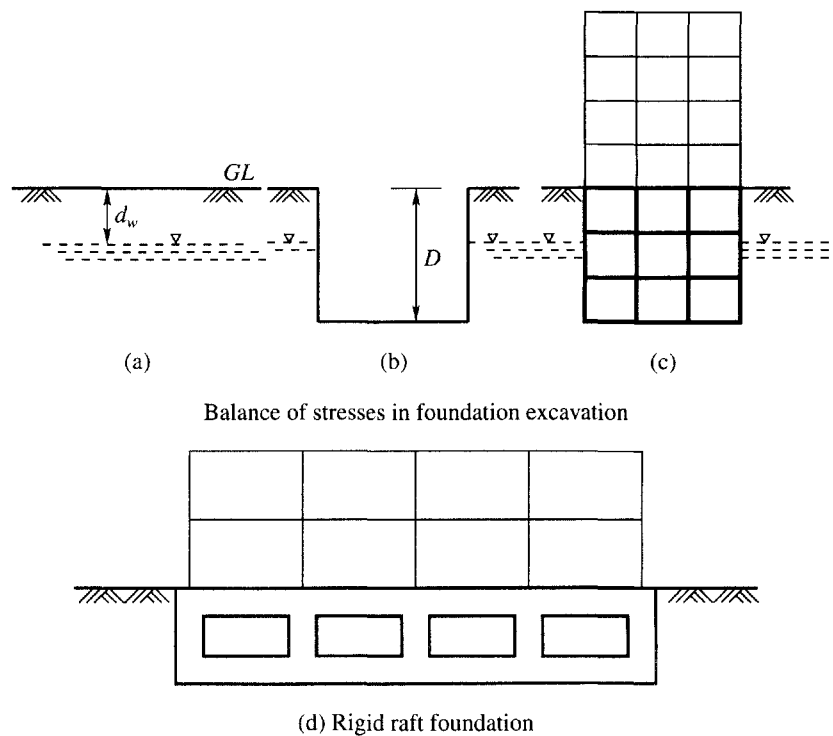 GL
d_w
D
(a)
(b)
(c)
Balance of stresses in foundation excavation
(d) Rigid raft foundation